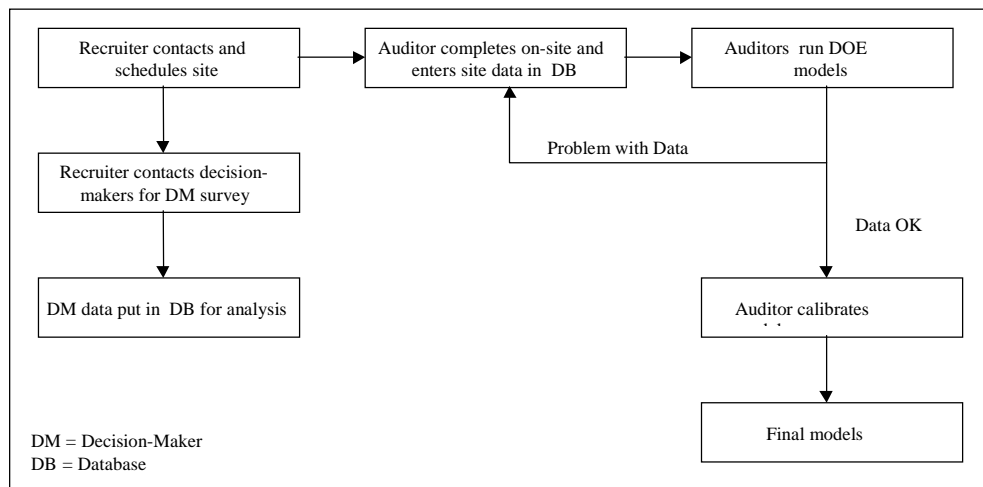 Recruiter contacts and
schedules site
Auditor completes on-site and
enters site data in DB
Auditors run DOE
models
Problem with Data
Recruiter contacts decision-
makers for DM survey
Data OK
DM data put in DB for analysis
Auditor calibrates
Final models
DM = Decision-Maker
DB = Database